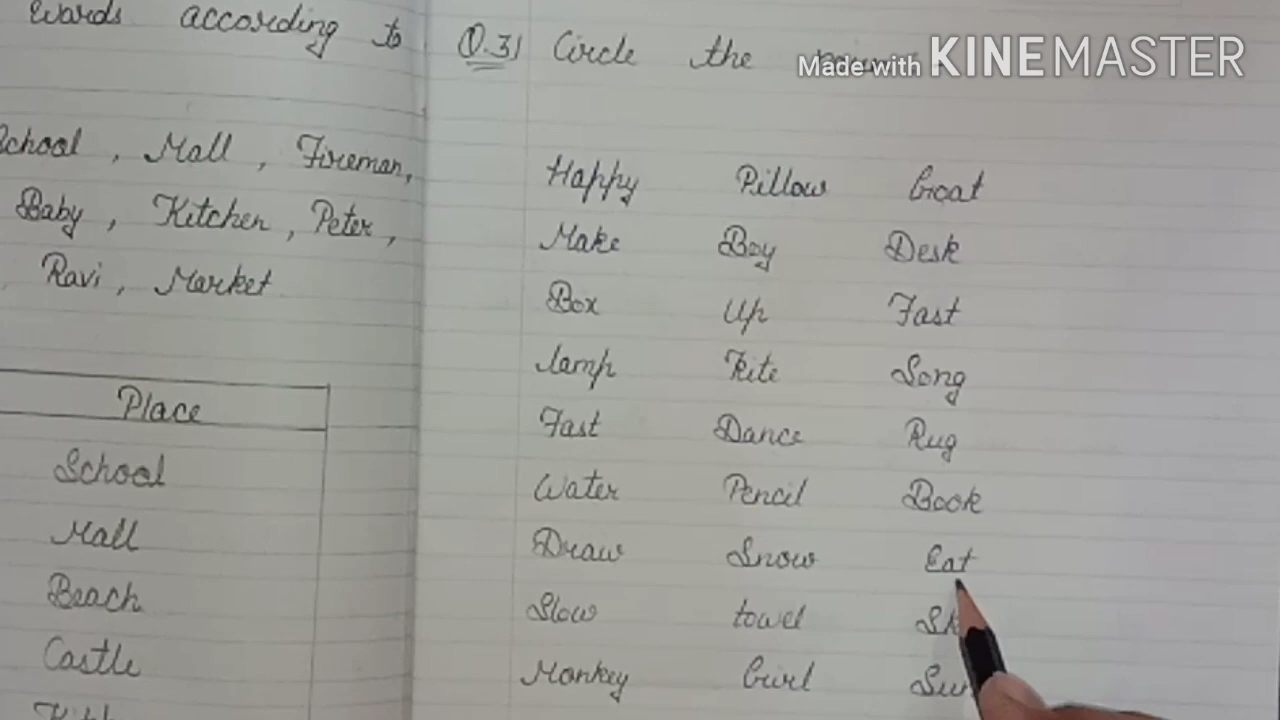 Words according to
School, Mall, Fireman,
Baby, Kitchen, Peter,
Ravi, Market
Place
School
Mall
Beach
Castle
Q.3) Circle the
Made with KINEMASTER
Happy Pillow Goat
Make Boy Desk
Box Up Fast
Lamp Kite Song
Fast Dance Rug
Water Pencil Book
Draw Snow Eat
Slow towel
Monkey Girl